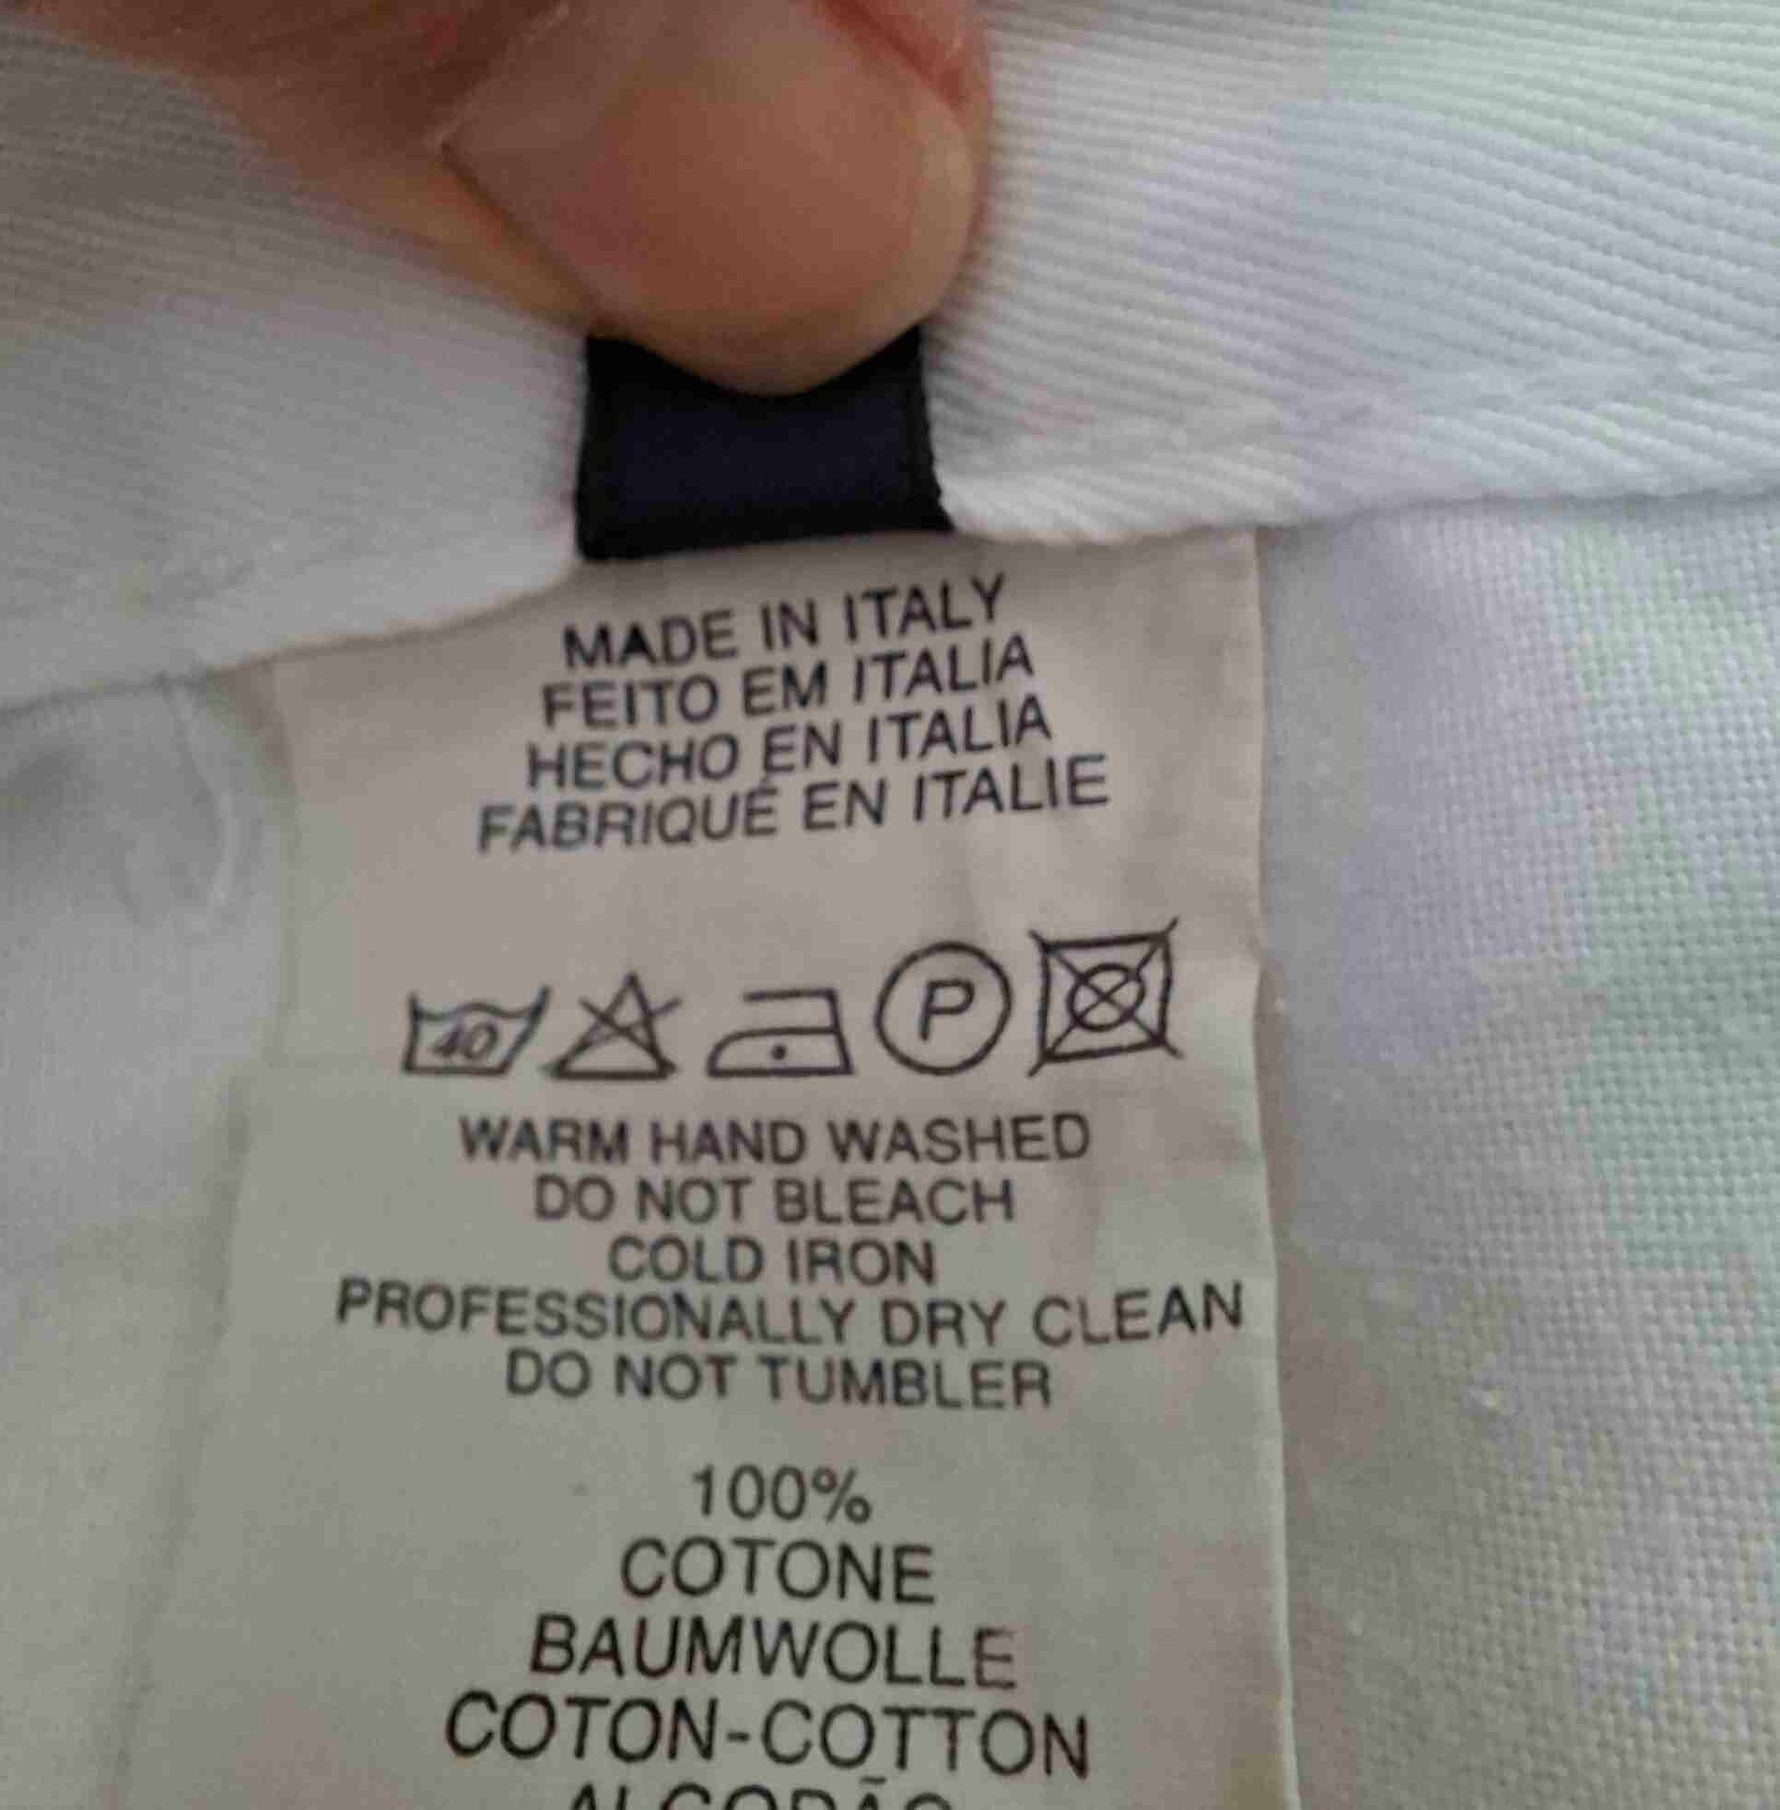 MADE IN ITALY
FEITO EM ITALIA
HECHO EN ITALIA
FABRIQUÉ EN ITALIE
40 P
WARM HAND WASHED
DO NOT BLEACH
COLD IRON
PROFESSIONALLY DRY CLEAN
DO NOT TUMBLER
100%
COTONE
BAUMWOLLE
COTON-COTTON
ALGODÃO